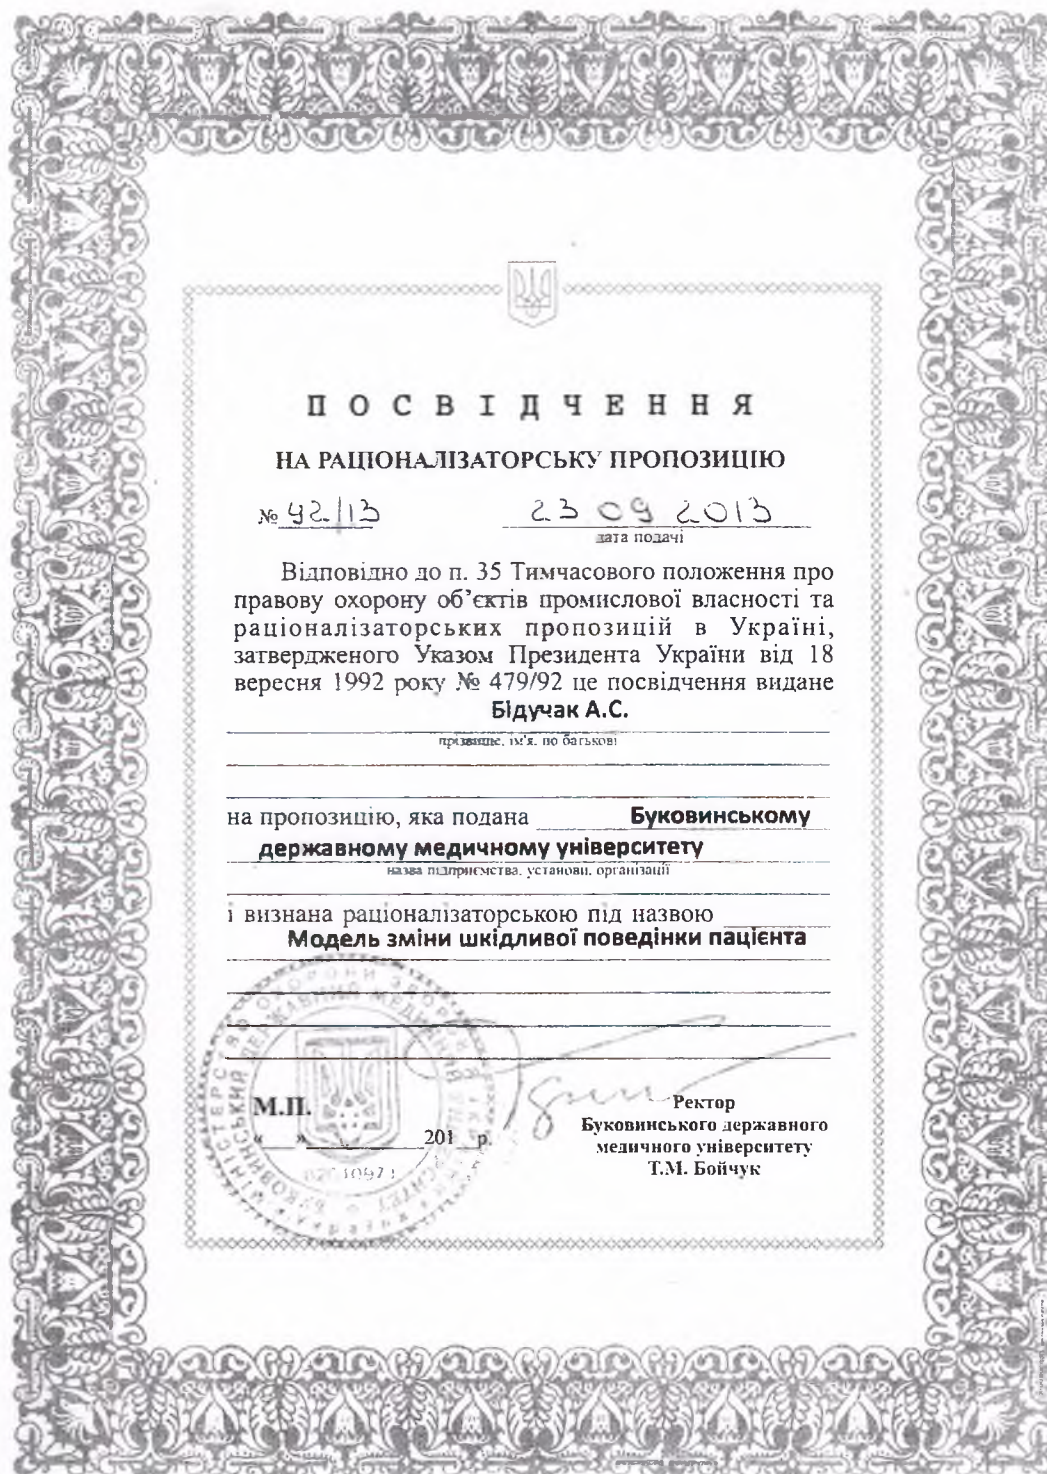 ПОСВІДЧЕННЯ
НА РАЦІОНАЛІЗАТОРСЬКУ ПРОПОЗИЦІЮ
№ 92/13 23 09 2013
дата подачі
Відповідно до п. 35 Тимчасового положення про
правову охорону об’єктів промислової власності та
раціоналізаторських пропозицій в Україні,
затвердженого Указом Президента України від 18
вересня 1992 року № 479/92 це посвідчення видане
Бідучак А.С.
прізвище, ім'я, по батькові
на пропозицію, яка подана Буковинському
державному медичному університету
назва підприємства, установи, організації
і визнана раціоналізаторською під назвою
Модель зміни шкідливої поведінки пацієнта
М.П.
«___»____________201__р.
Ректор
Буковинського державного
медичного університету
Т.М. Бойчук